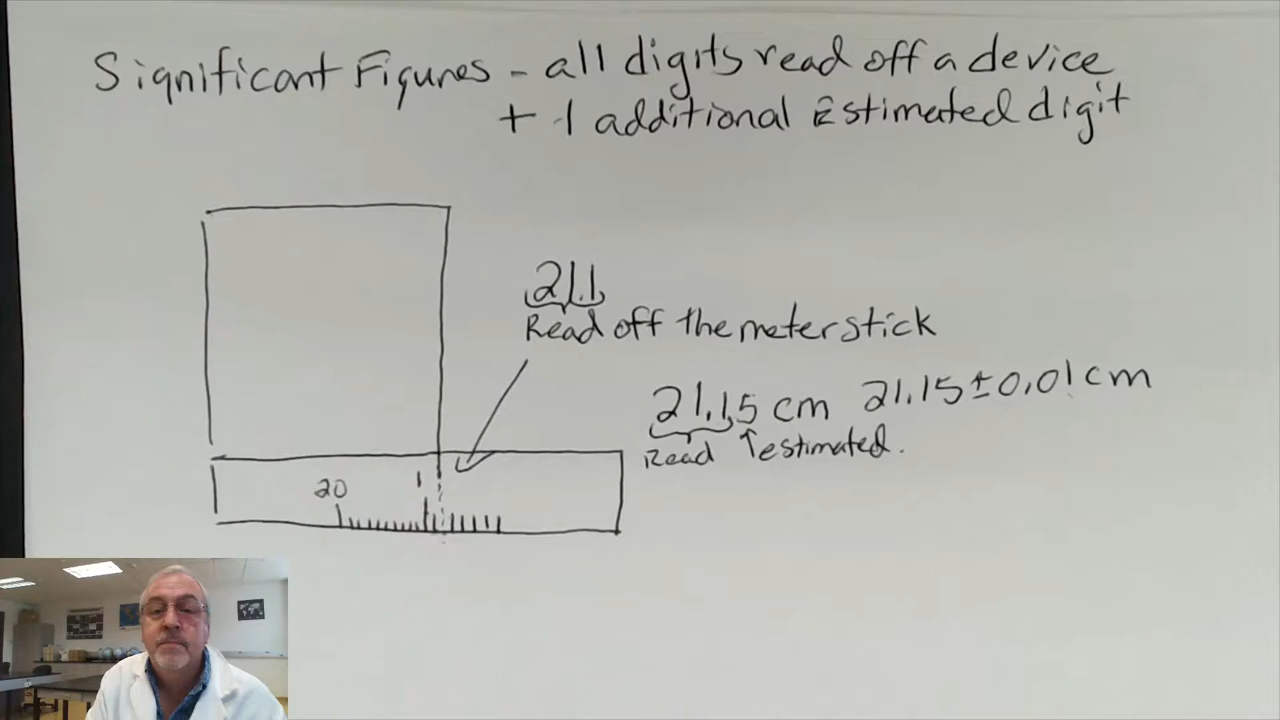 Significant Figures - all digits read off a device
+ 1 additional Estimated digit
21.1
Read off the meterstick
21.15 cm 21.15 ± 0.01 cm
Read ↑estimated.
20 1